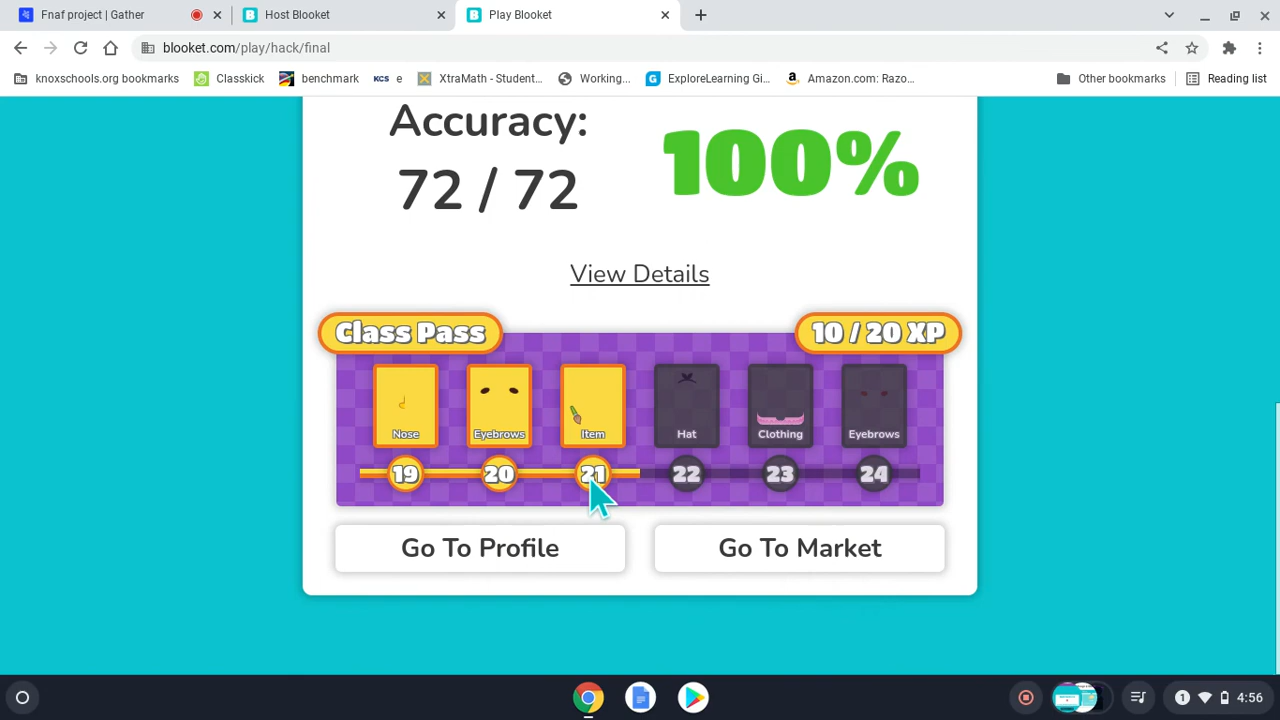 Fnaf project | Gather
Host Blooket
Play Blooket
blooket.com/play/hack/final
knoxschools.org bookmarks
Classkick
benchmark
KCS e
XtraMath - Student...
Working...
ExploreLearning Gi...
Amazon.com: Razo...
Other bookmarks
Reading list
Accuracy:
72 / 72
100%
View Details
Class Pass
10 / 20 XP
Nose
Eyebrows
Item
Hat
Clothing
Eyebrows
19
20
21
22
23
24
Go To Profile
Go To Market
1
4:56